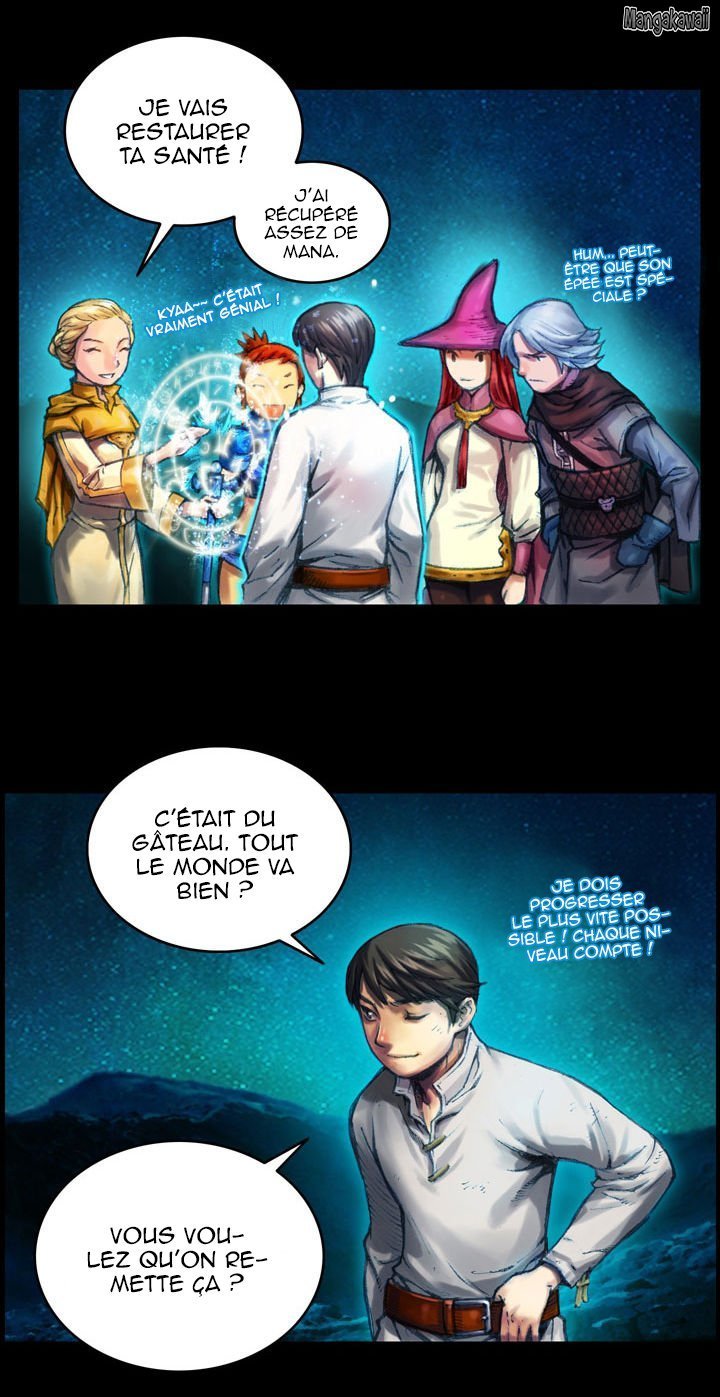 Mangakawaii
JE VAIS
RESTAURER
TA SANTÉ !
J'AI
RÉCUPÉRÉ
ASSEZ DE
MANA.
KYAA~~ C'ÉTAIT
VRAIMENT GÉNIAL !
HUM... PEUT-
ÊTRE QUE SON
ÉPÉE EST SPÉ-
CIALE ?
C'ÉTAIT DU
GÂTEAU. TOUT
LE MONDE VA
BIEN ?
JE DOIS
PROGRESSER
LE PLUS VITE POS-
SIBLE ! CHAQUE NI-
VEAU COMPTE !
VOUS VOU-
LEZ QU'ON RE-
METTE ÇA ?